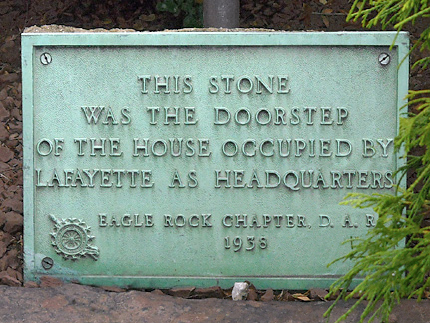 THIS STONE
WAS THE DOORSTEP
OF THE HOUSE OCCUPIED BY
LAFAYETTE AS HEADQUARTERS
EAGLE ROCK CHAPTER, D. A. R.
1938